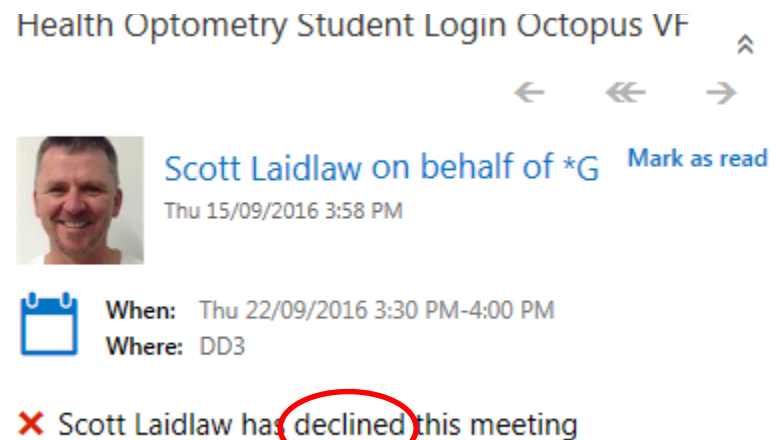 Health Optometry Student Login Octopus VF
Scott Laidlaw on behalf of *G Mark as read
Thu 15/09/2016 3:58 PM
When: Thu 22/09/2016 3:30 PM-4:00 PM
Where: DD3
Scott Laidlaw has declined this meeting